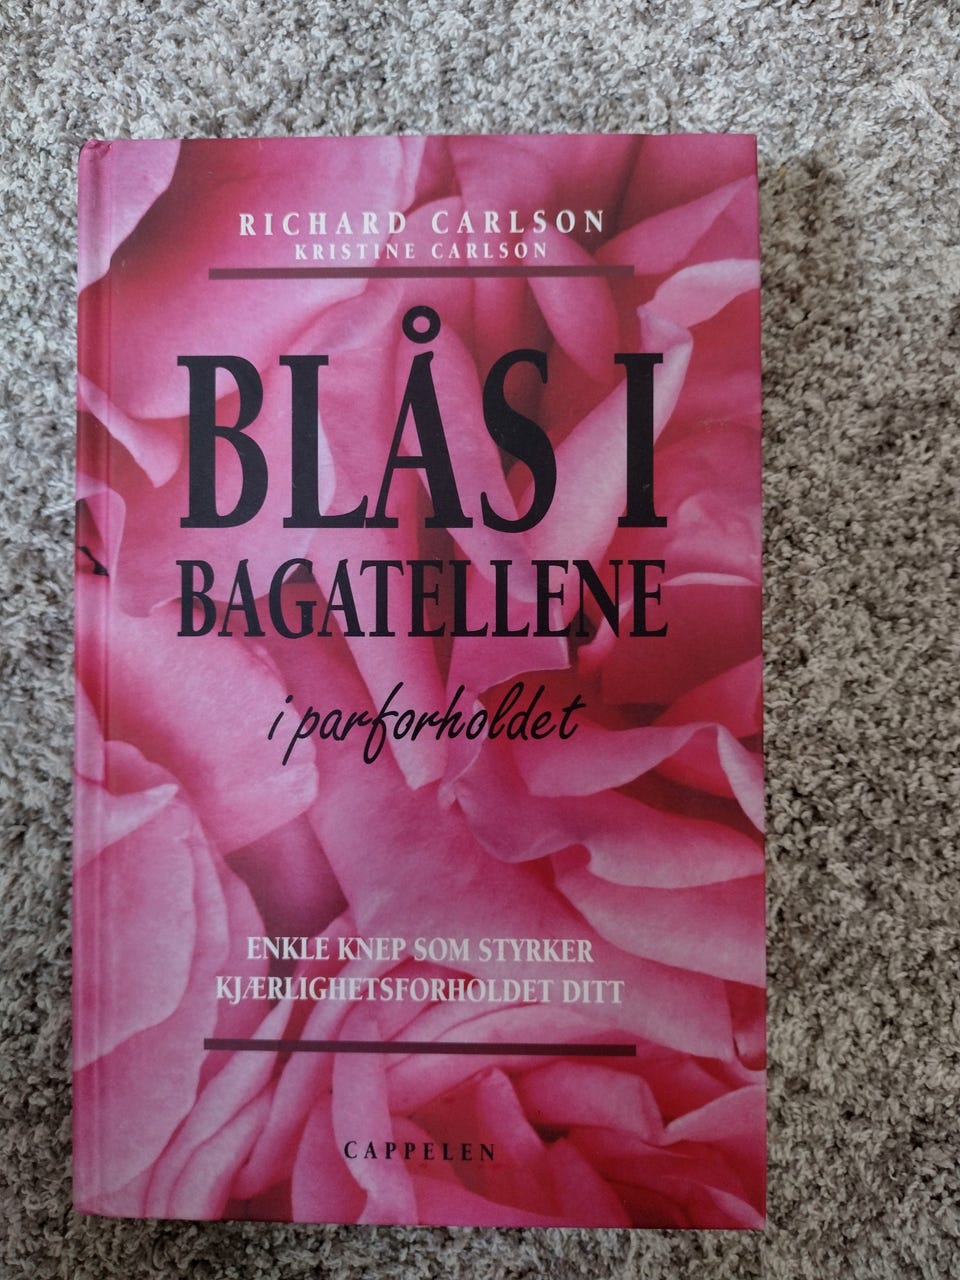 RICHARD CARLSON
KRISTINE CARLSON
BLÅS I
BAGATELLENE
i parforholdet
ENKLE KNEP SOM STYRKER
KJÆRLIGHETSFORHOLDET DITT
CAPPELEN